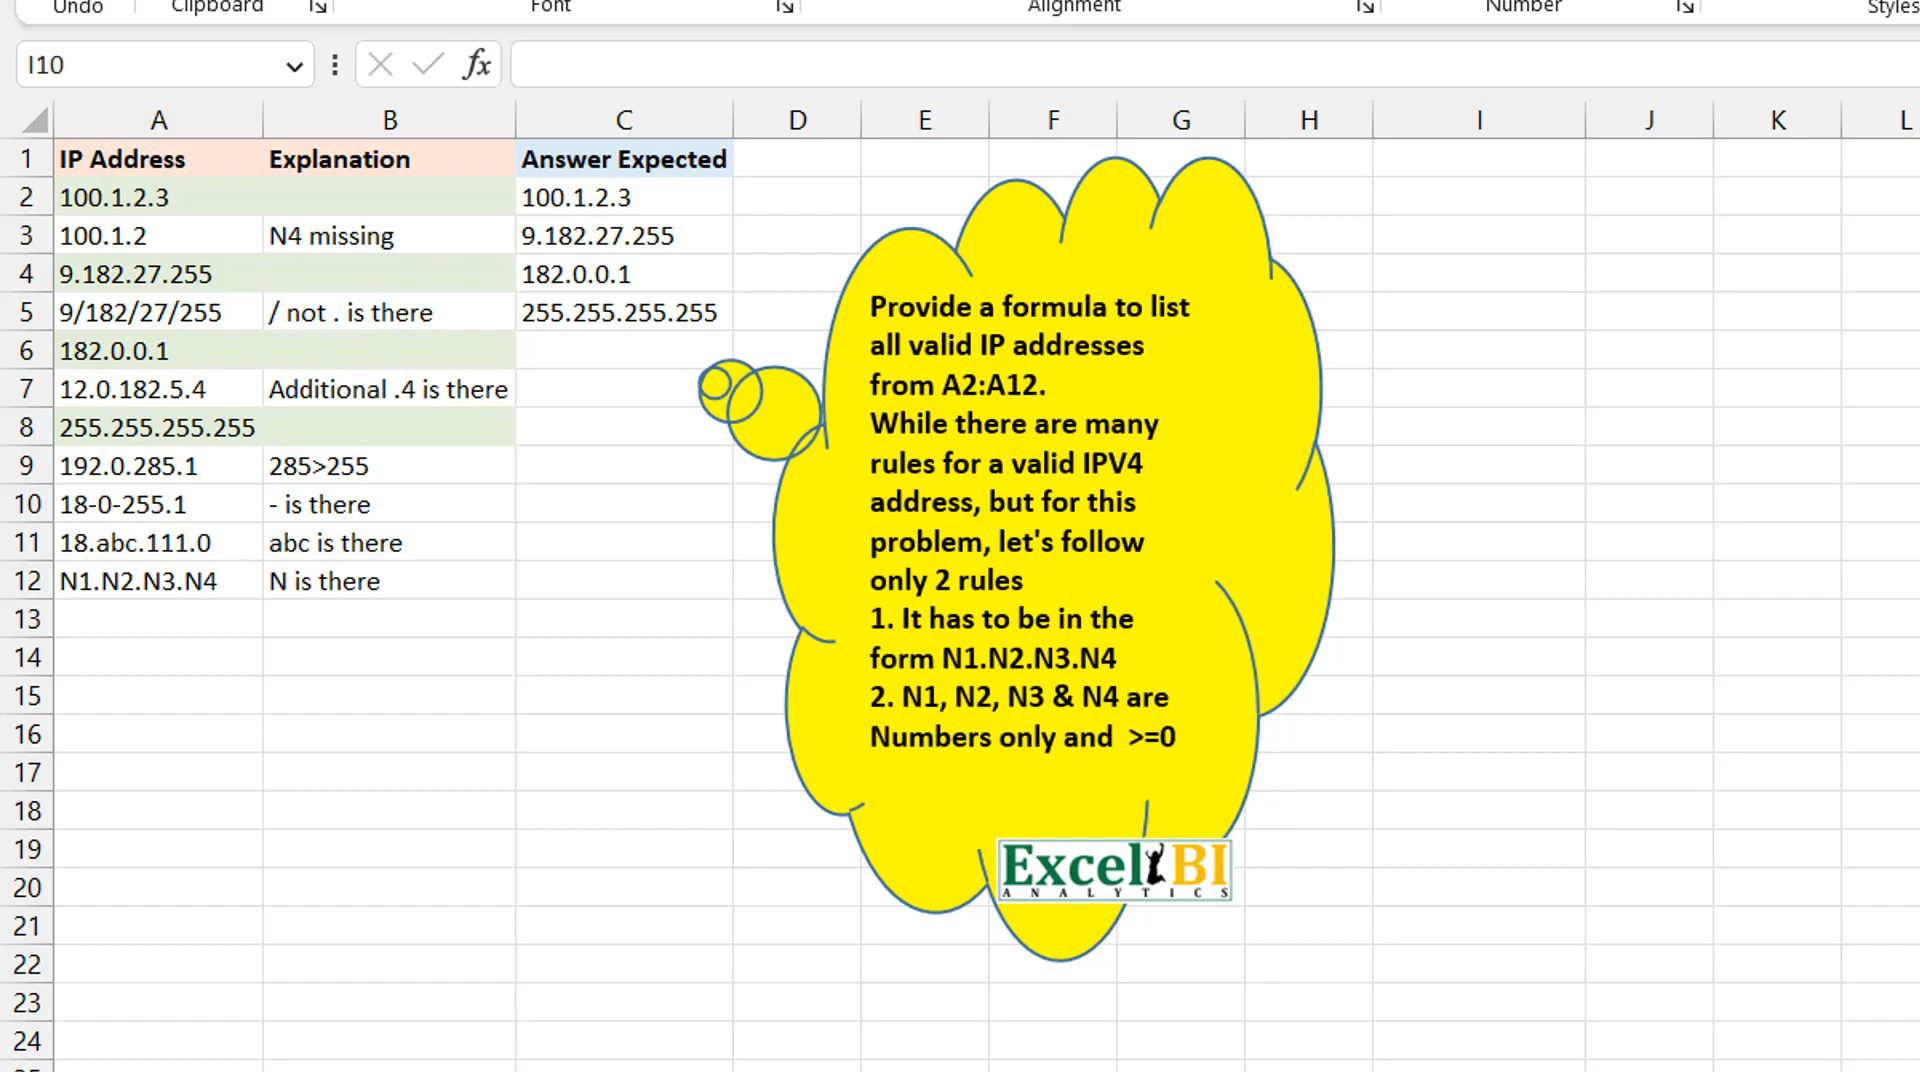 Undo Clipboard Font Alignment Number Styles
I10 fx
A B C D E F G H I J K L
1 IP Address Explanation Answer Expected
2 100.1.2.3 100.1.2.3
3 100.1.2 N4 missing 9.182.27.255
4 9.182.27.255 182.0.0.1
5 9/182/27/255 / not . is there 255.255.255.255
6 182.0.0.1
7 12.0.182.5.4 Additional .4 is there
8 255.255.255.255
9 192.0.285.1 285>255
10 18-0-255.1 - is there
11 18.abc.111.0 abc is there
12 N1.N2.N3.N4 N is there
13
14
15
16
17
18
19
20
21
22
23
24
Provide a formula to list
all valid IP addresses
from A2:A12.
While there are many
rules for a valid IPV4
address, but for this
problem, let's follow
only 2 rules
1. It has to be in the
form N1.N2.N3.N4
2. N1, N2, N3 & N4 are
Numbers only and >=0
Excel BI
ANALYTICS